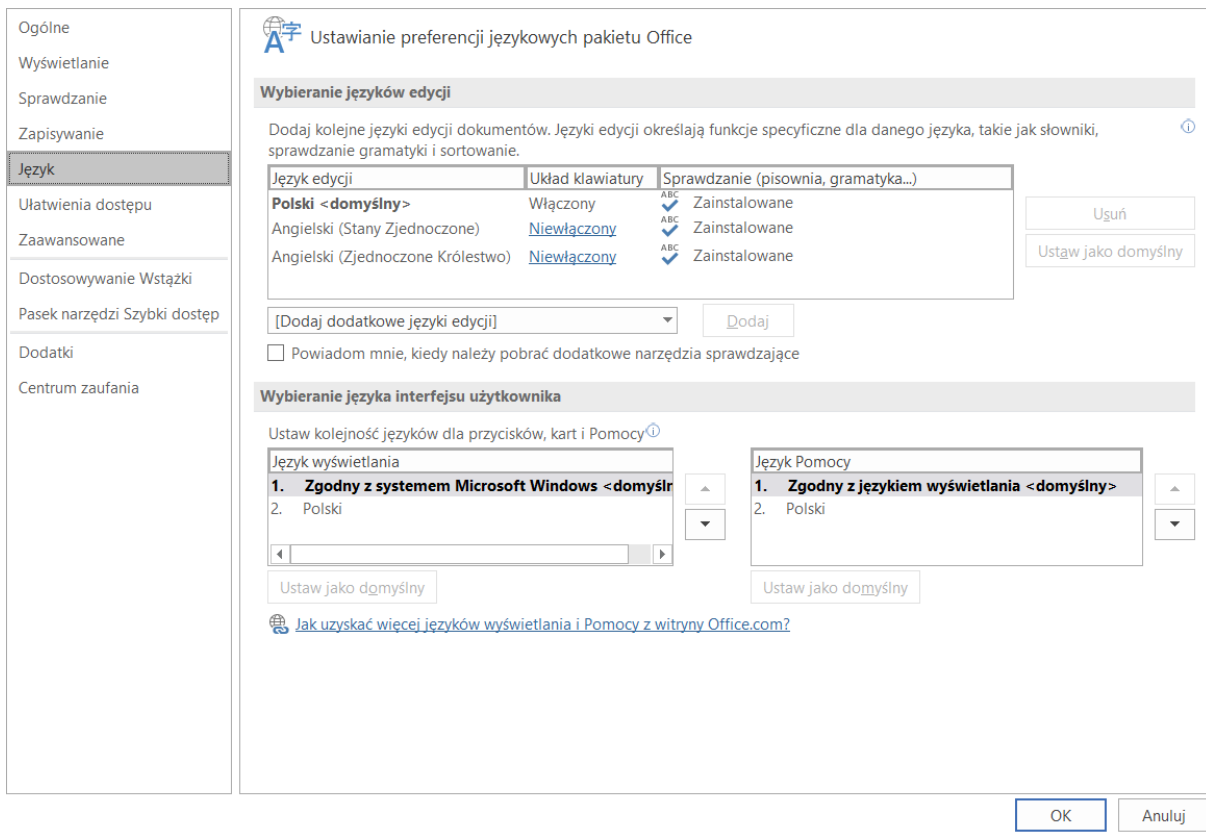 Ogólne
Wyświetlanie
Sprawdzanie
Zapisywanie
Język
Ułatwienia dostępu
Zaawansowane
Dostosowywanie Wstążki
Pasek narzędzi Szybki dostęp
Dodatki
Centrum zaufania
A字 Ustawianie preferencji językowych pakietu Office
Wybieranie języków edycji
Dodaj kolejne języki edycji dokumentów. Języki edycji określają funkcje specyficzne dla danego języka, takie jak słowniki,
sprawdzanie gramatyki i sortowanie.
Język edycji Układ klawiatury Sprawdzanie (pisownia, gramatyka...)
Polski <domyślny> Włączony ABC Zainstalowane
Angielski (Stany Zjednoczone) Niewłączony ABC Zainstalowane
Angielski (Zjednoczone Królestwo) Niewłączony ABC Zainstalowane
Usuń
Ustaw jako domyślny
[Dodaj dodatkowe języki edycji] Dodaj
Powiadom mnie, kiedy należy pobrać dodatkowe narzędzia sprawdzające
Wybieranie języka interfejsu użytkownika
Ustaw kolejność języków dla przycisków, kart i Pomocy
Język wyświetlania
1. Zgodny z systemem Microsoft Windows <domyśln
2. Polski
Ustaw jako domyślny
Język Pomocy
1. Zgodny z językiem wyświetlania <domyślny>
2. Polski
Ustaw jako domyślny
Jak uzyskać więcej języków wyświetlania i Pomocy z witryny Office.com?
OK Anuluj